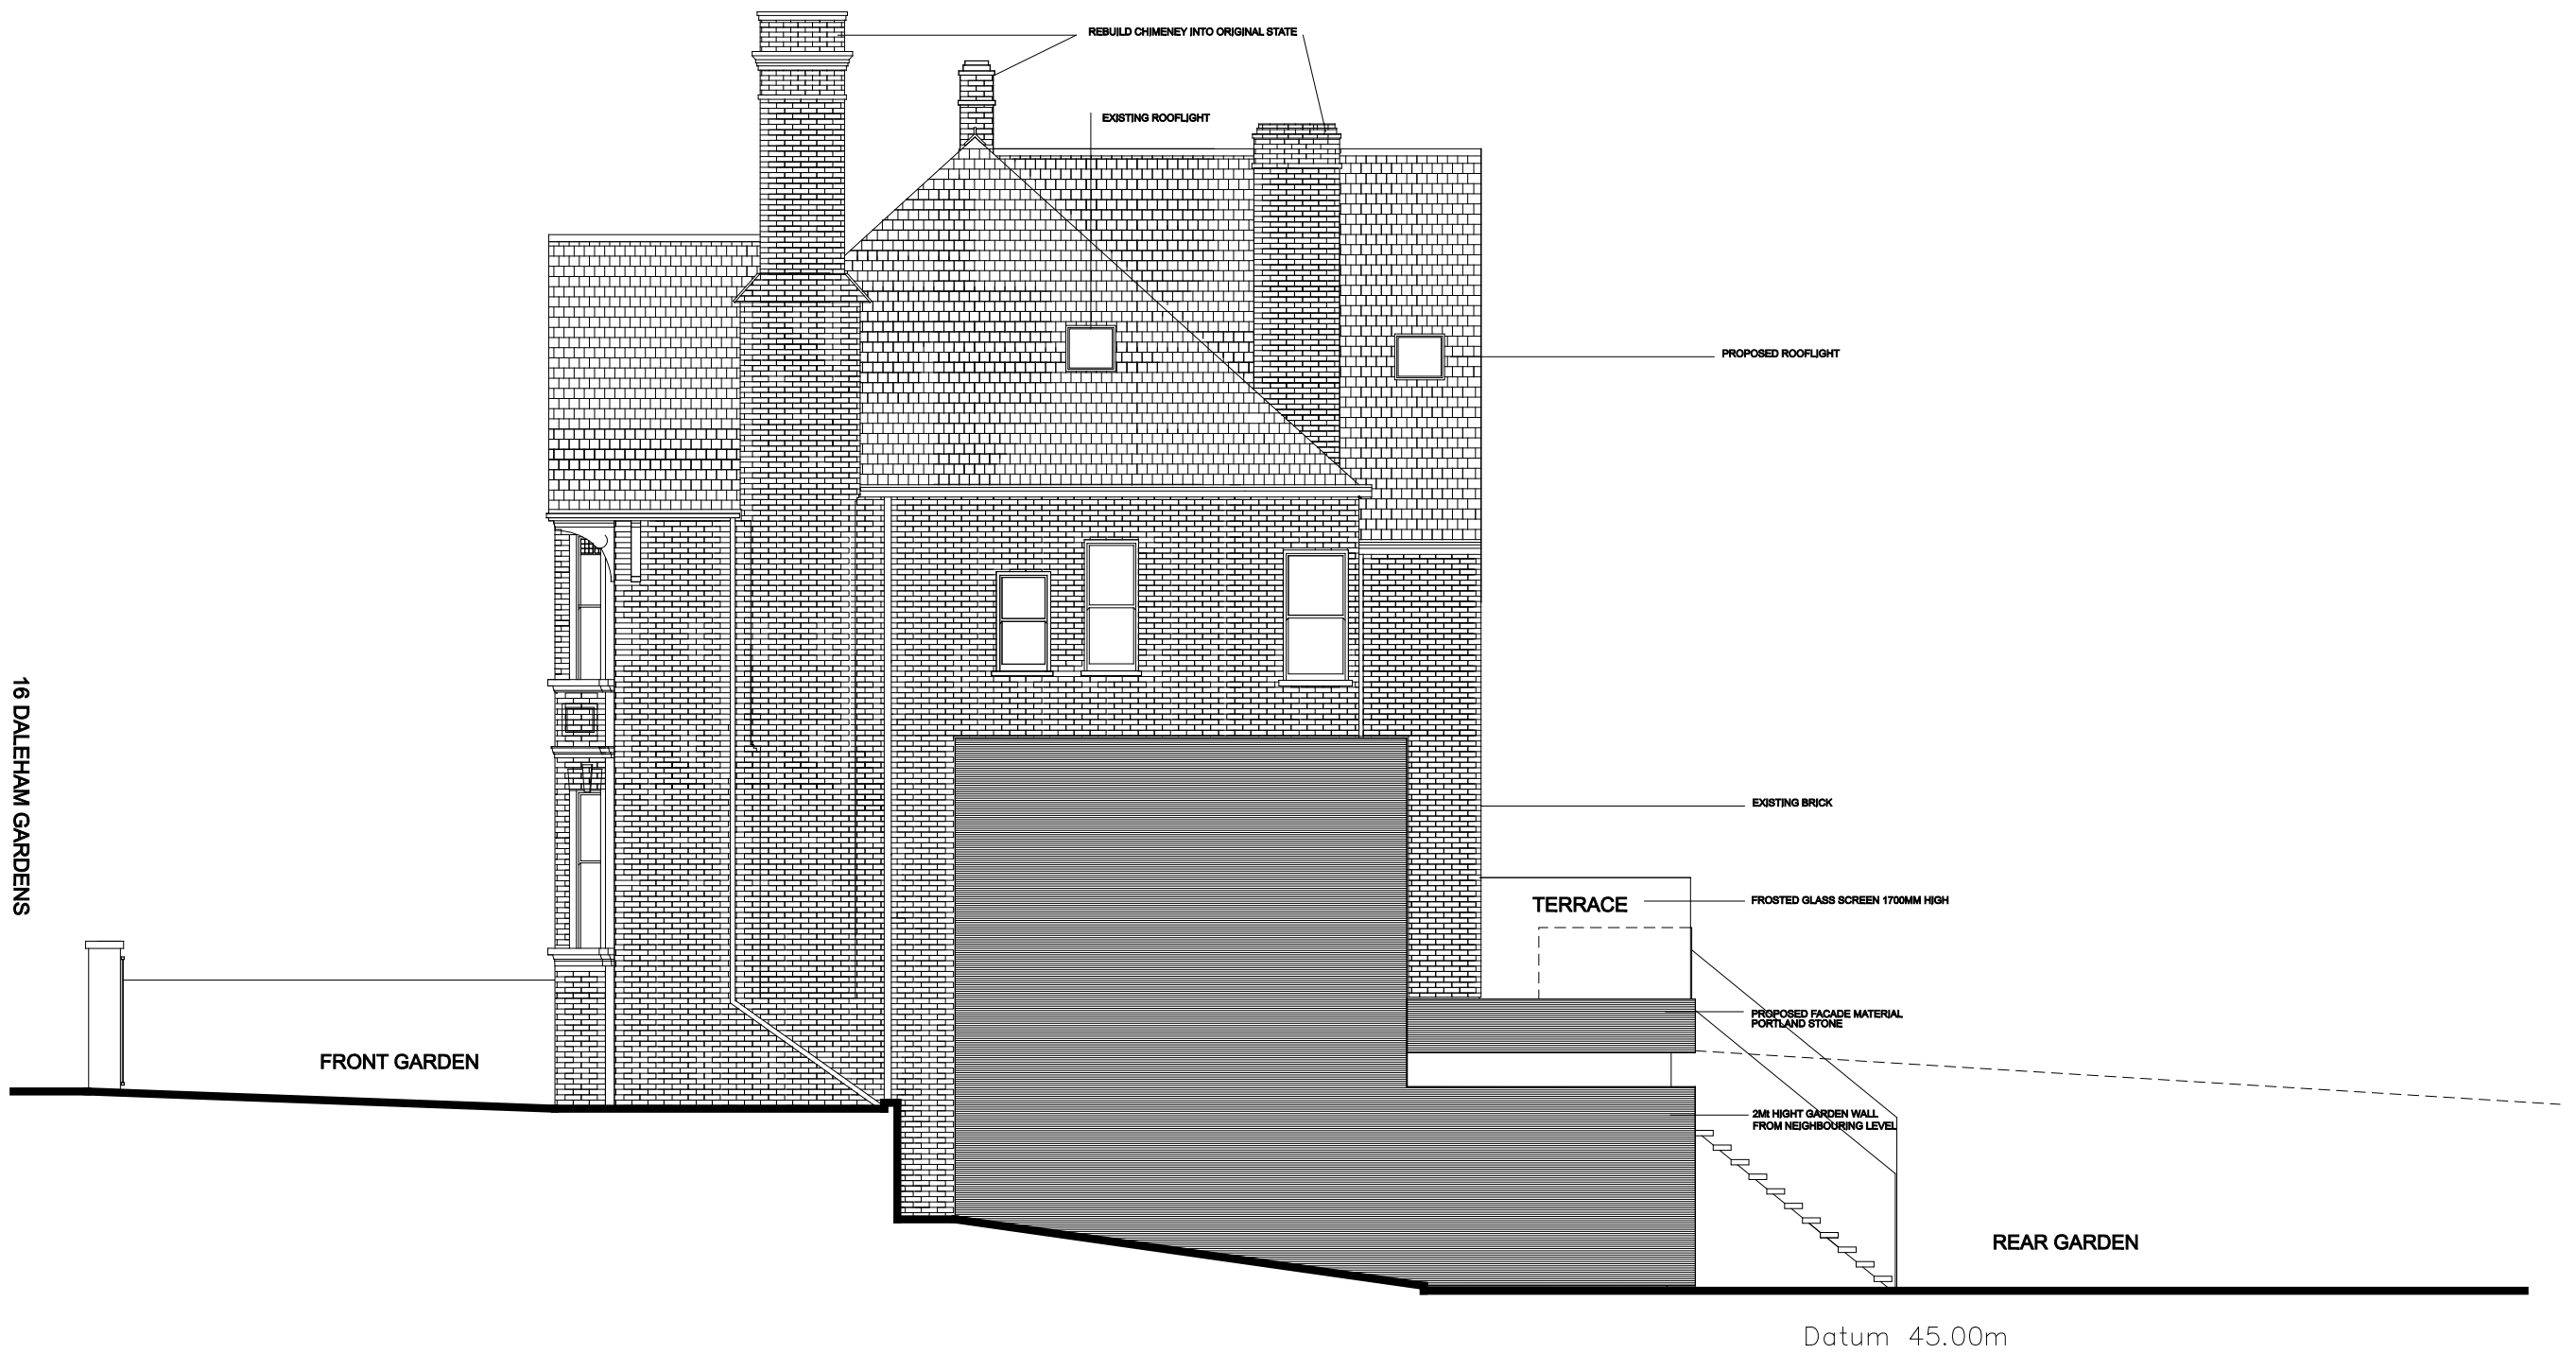 REBUILD CHIMENEY INTO ORIGINAL STATE
EXISTING ROOFLIGHT
PROPOSED ROOFLIGHT
16 DALEHAM GARDENS
EXISTING BRICK
TERRACE
FROSTED GLASS SCREEN 1700MM HIGH
PROPOSED FACADE MATERIAL
PORTLAND STONE
FRONT GARDEN
2Mt HIGHT GARDEN WALL
FROM NEIGHBOURING LEVEL
REAR GARDEN
Datum 45.00m